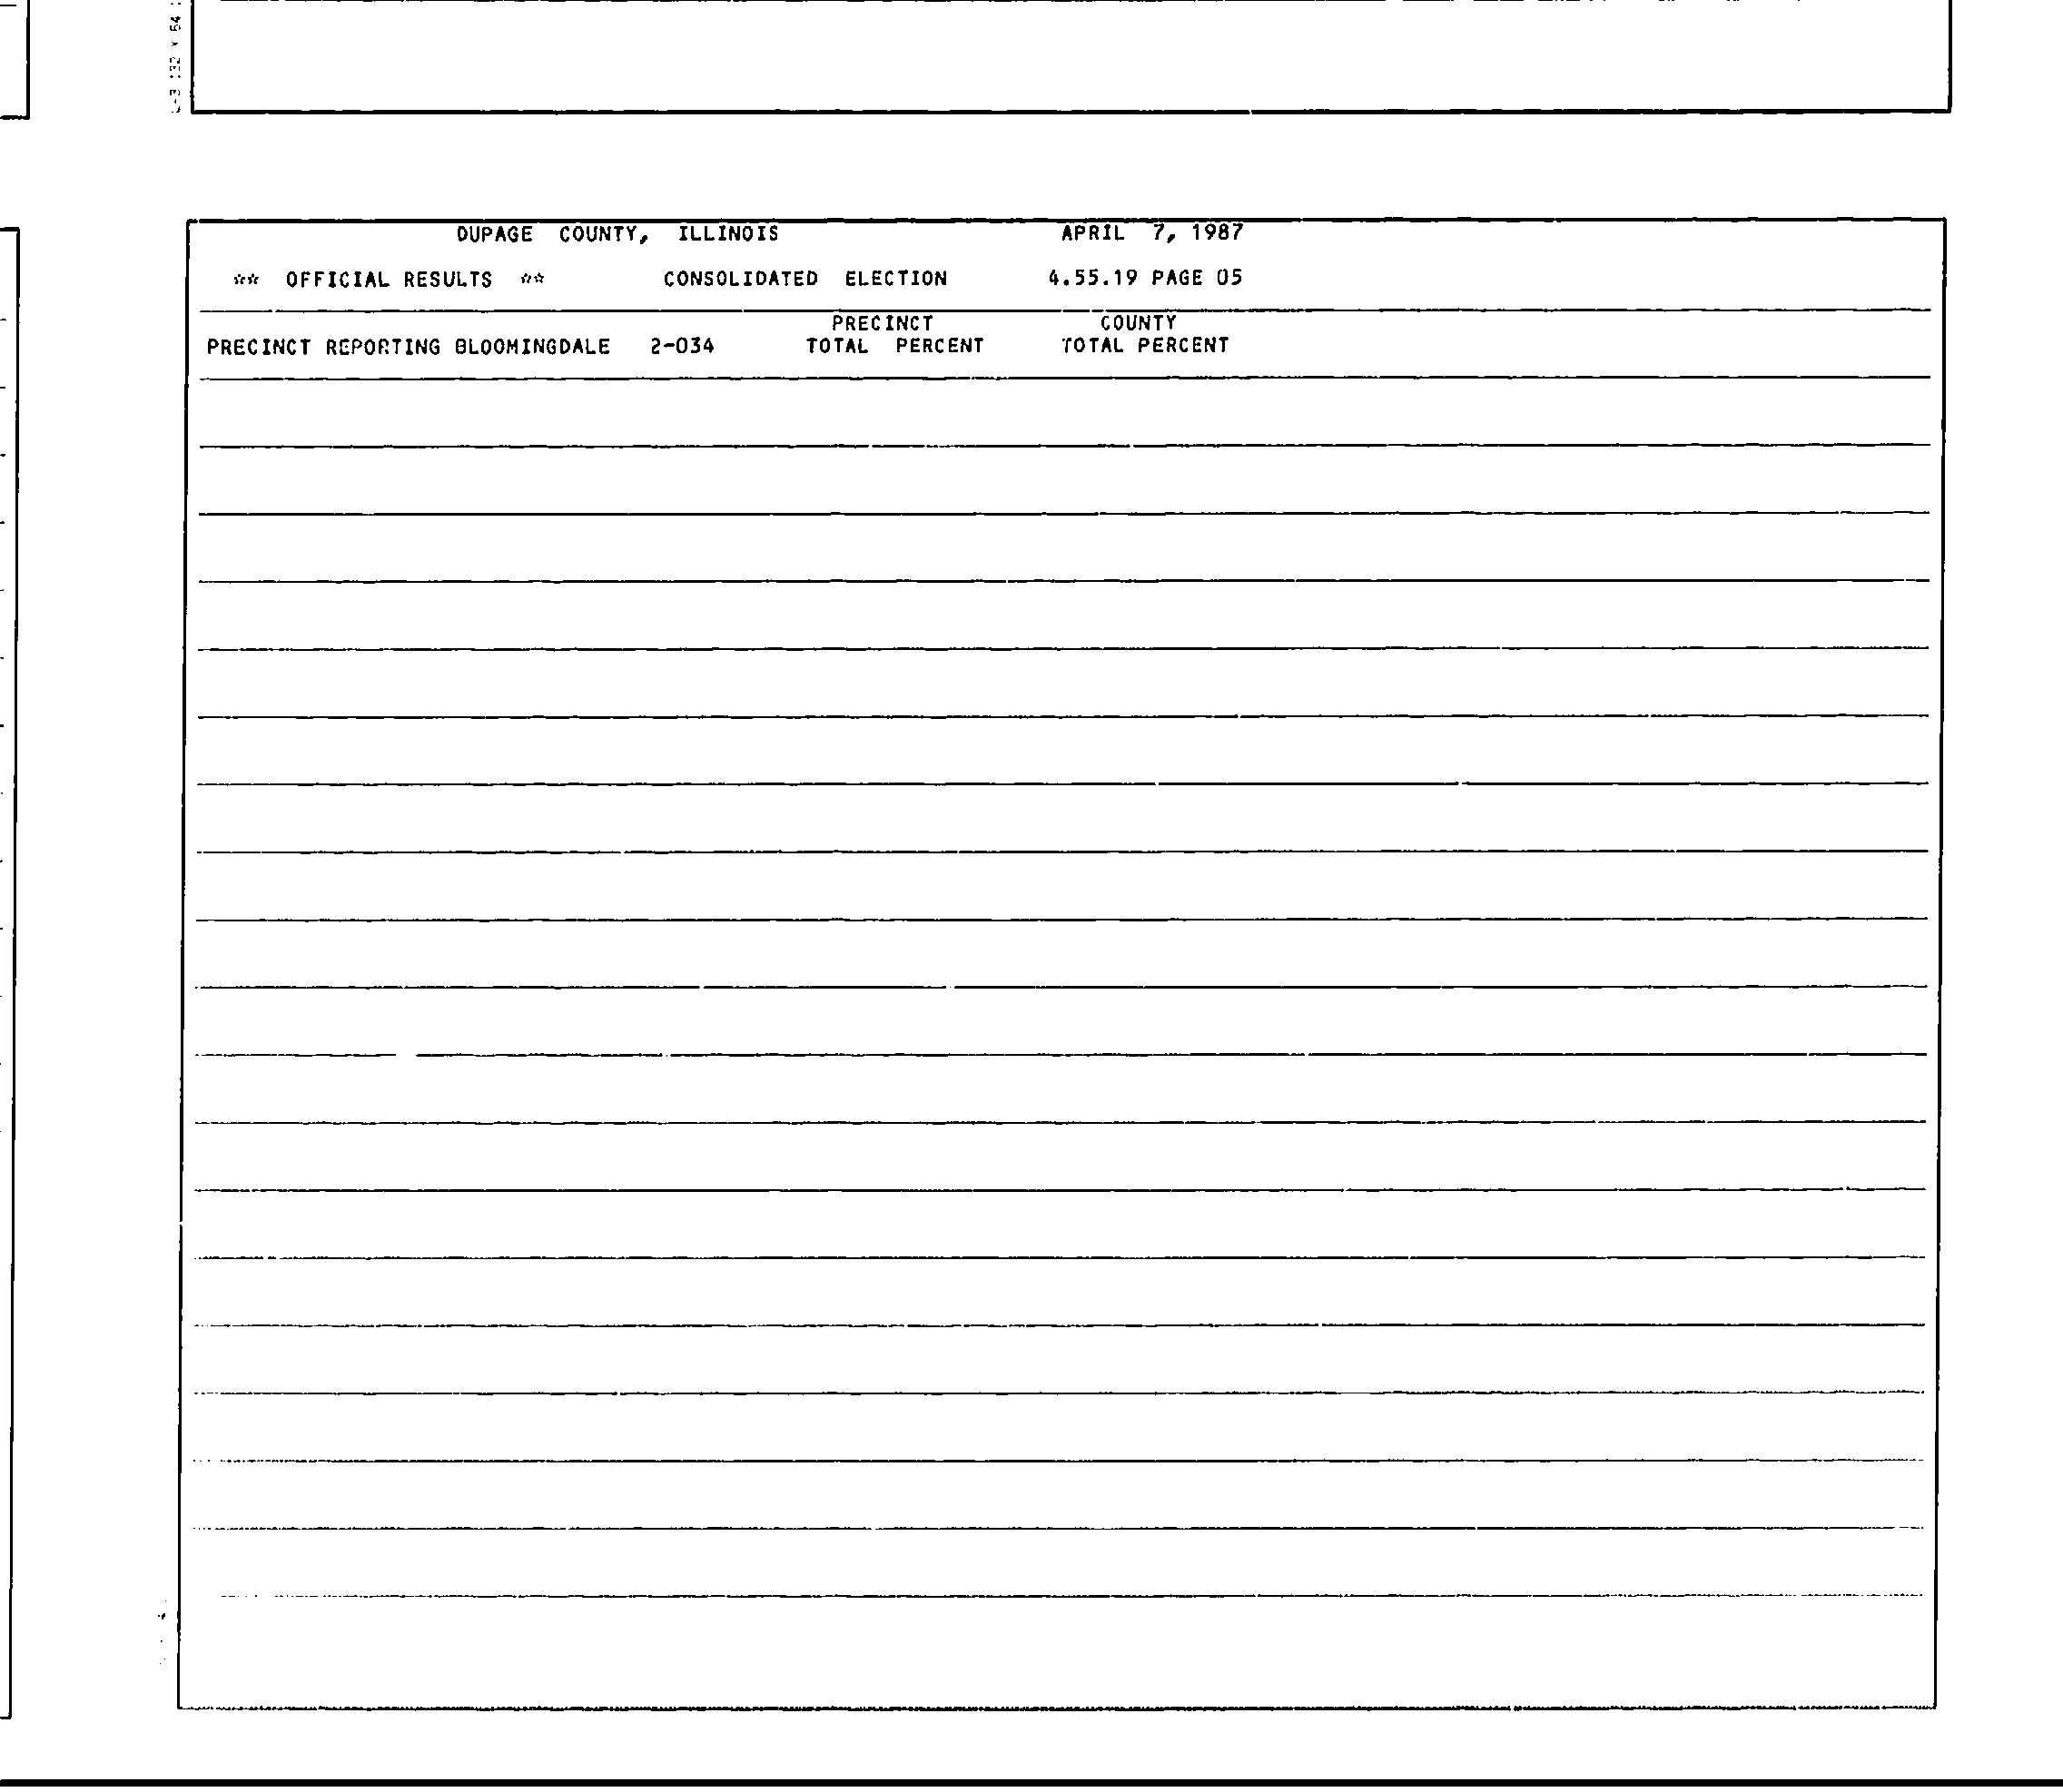 DUPAGE COUNTY, ILLINOIS APRIL 7, 1987
** OFFICIAL RESULTS ** CONSOLIDATED ELECTION 4.55.19 PAGE 05
PRECINCT COUNTY
PRECINCT REPORTING BLOOMINGDALE 2-034 TOTAL PERCENT TOTAL PERCENT